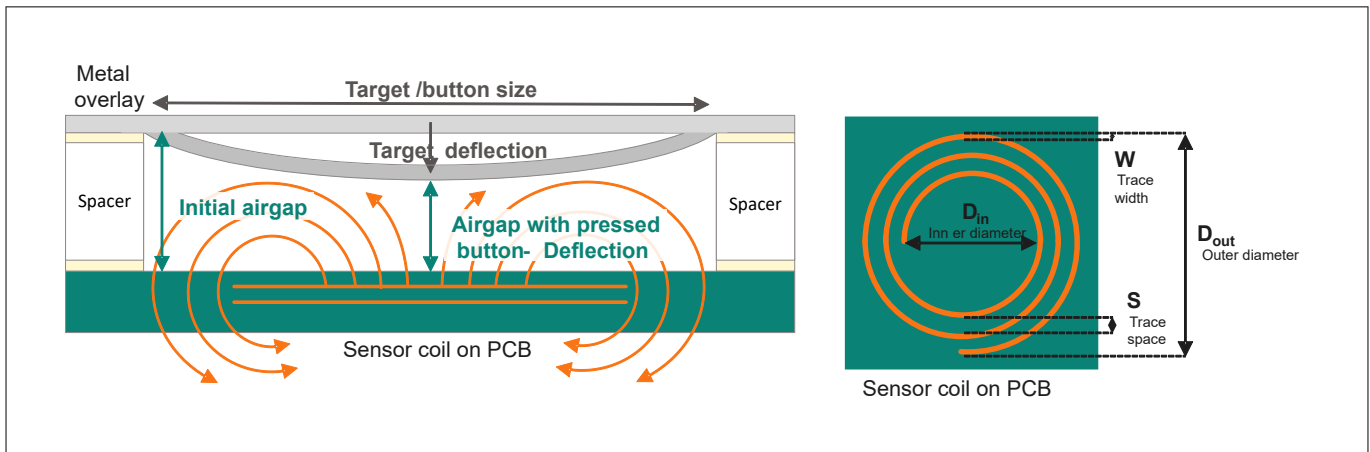 Metal
overlay
Target /button size
Target deflection
Spacer
Initial airgap
Airgap with pressed
button- Deflection
Spacer
Sensor coil on PCB
W
Trace
width
Din
Inn er diameter
Dout
Outer diameter
S
Trace
space
Sensor coil on PCB